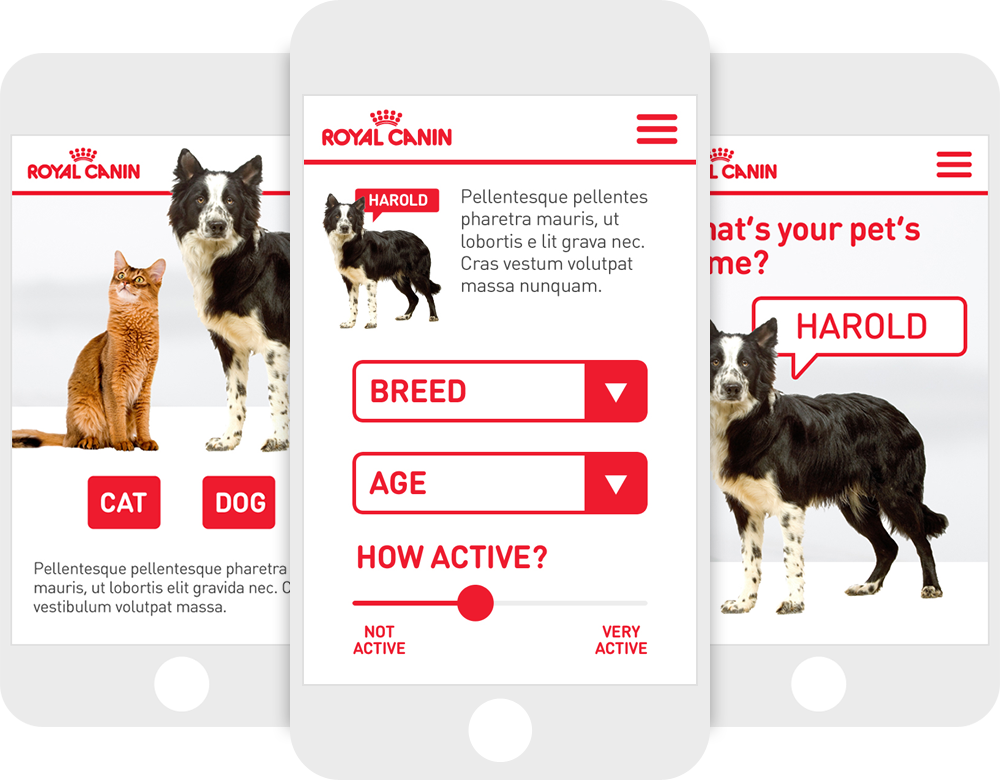 ROYAL CANIN
CAT
DOG
Pellentesque pellentesque pharetra
mauris, ut lobortis elit gravida nec. C
vestibulum volutpat massa.
ROYAL CANIN
HAROLD
Pellentesque pellentes
pharetra mauris, ut
lobortis e lit grava nec.
Cras vestum volutpat
massa nunquam.
BREED
AGE
HOW ACTIVE?
NOT
ACTIVE
VERY
ACTIVE
L CANIN
hat's your pet's
me?
HAROLD